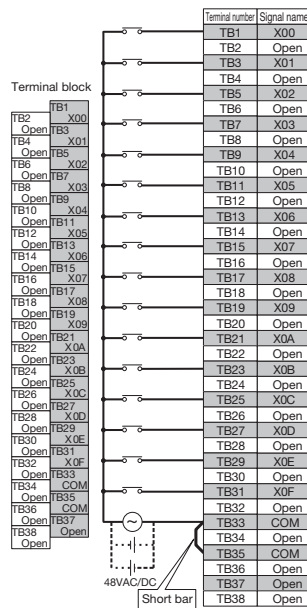 Terminal block
TB1
X00
TB2
Open
TB3
X01
TB4
Open
TB5
X02
TB6
Open
TB7
X03
TB8
Open
TB9
X04
TB10
Open
TB11
X05
TB12
Open
TB13
X06
TB14
Open
TB15
X07
TB16
Open
TB17
X08
TB18
Open
TB19
X09
TB20
Open
TB21
X0A
TB22
Open
TB23
X0B
TB24
Open
TB25
X0C
TB26
Open
TB27
X0D
TB28
Open
TB29
X0E
TB30
Open
TB31
X0F
TB32
Open
TB33
COM
TB34
Open
TB35
COM
TB36
Open
TB37
Open
TB38
Open
48VAC/DC
Short bar
Terminal number Signal name
TB1 X00
TB2 Open
TB3 X01
TB4 Open
TB5 X02
TB6 Open
TB7 X03
TB8 Open
TB9 X04
TB10 Open
TB11 X05
TB12 Open
TB13 X06
TB14 Open
TB15 X07
TB16 Open
TB17 X08
TB18 Open
TB19 X09
TB20 Open
TB21 X0A
TB22 Open
TB23 X0B
TB24 Open
TB25 X0C
TB26 Open
TB27 X0D
TB28 Open
TB29 X0E
TB30 Open
TB31 X0F
TB32 Open
TB33 COM
TB34 Open
TB35 COM
TB36 Open
TB37 Open
TB38 Open